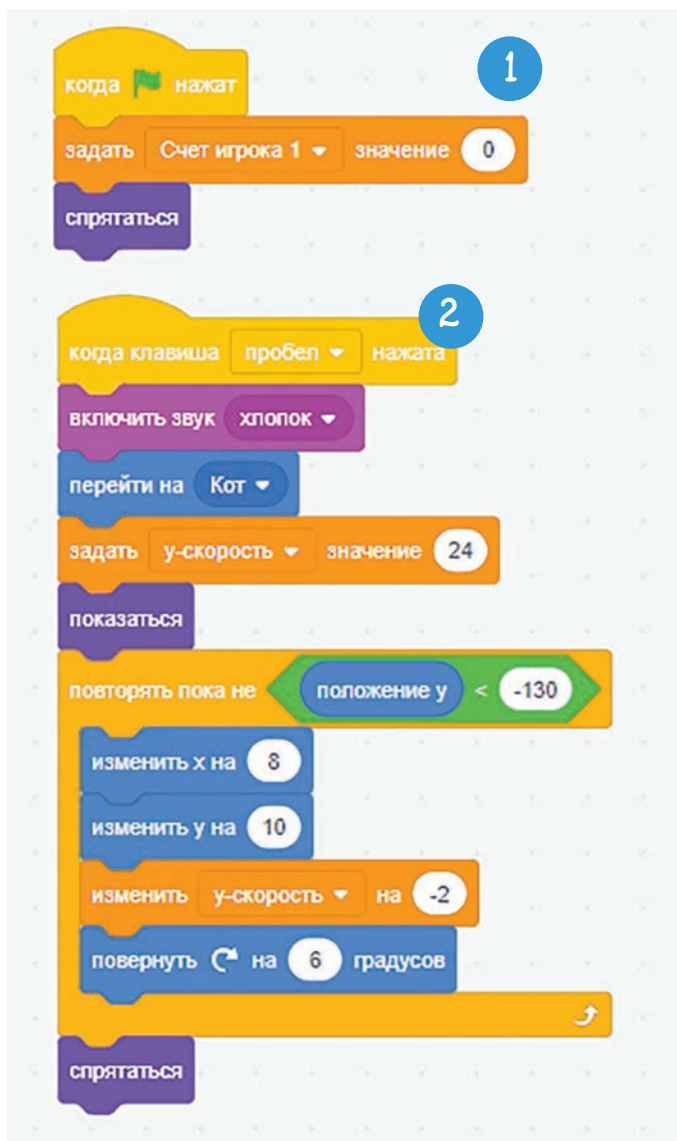 1
когда нажат
задать Счет игрока 1 значение 0
спрятаться
2
когда клавиша пробел нажата
включить звук хлопок
перейти на Кот
задать у-скорость значение 24
показаться
повторять пока не положение у < -130
изменить х на 8
изменить у на 10
изменить у-скорость на -2
повернуть на 6 градусов
спрятаться